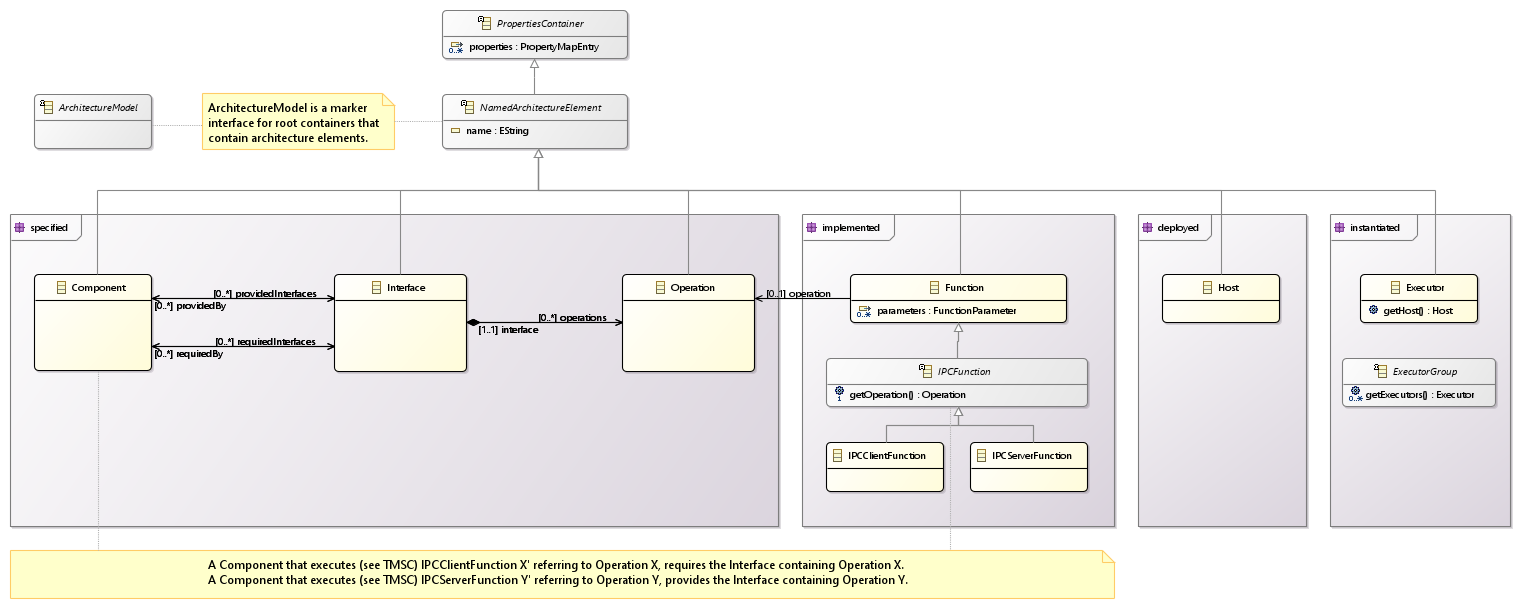 PropertiesContainer
0..* properties : PropertyMapEntry
ArchitectureModel
ArchitectureModel is a marker
interface for root containers that
contain architecture elements.
NamedArchitectureElement
name : EString
specified
implemented
deployed
instantiated
Component
Interface
Operation
Function
Host
Executor
[0..*] providedInterfaces
[0..*] providedBy
[0..*] operations
[1..1] interface
[0..*] requiredInterfaces
[0..*] requiredBy
[0..1] operation
0..* parameters : FunctionParameter
getHost() : Host
IPCFunction
1 getOperation() : Operation
ExecutorGroup
0..* getExecutors() : Executor
IPCClientFunction
IPCServerFunction
A Component that executes (see TMSC) IPCClientFunction X' referring to Operation X, requires the Interface containing Operation X.
A Component that executes (see TMSC) IPCServerFunction Y' referring to Operation Y, provides the Interface containing Operation Y.